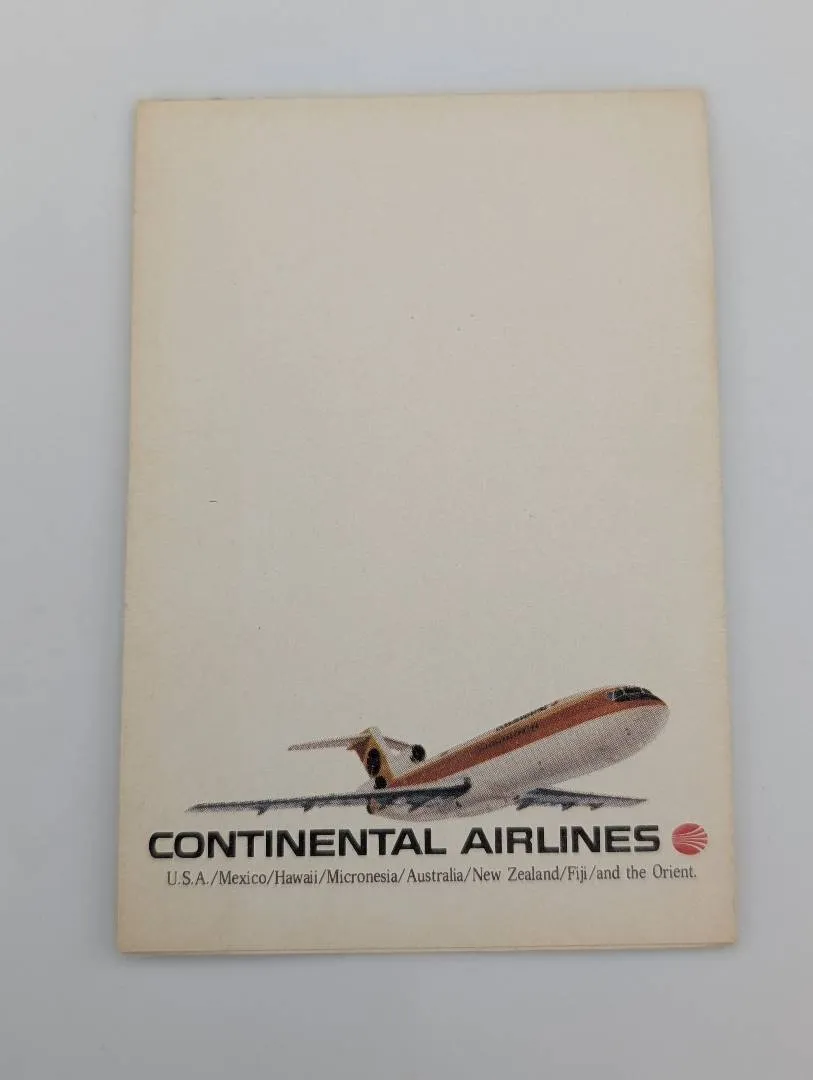 CONTINENTAL AIRLINES
U.S.A./Mexico/Hawaii/Micronesia/Australia/New Zealand/Fiji/and the Orient.